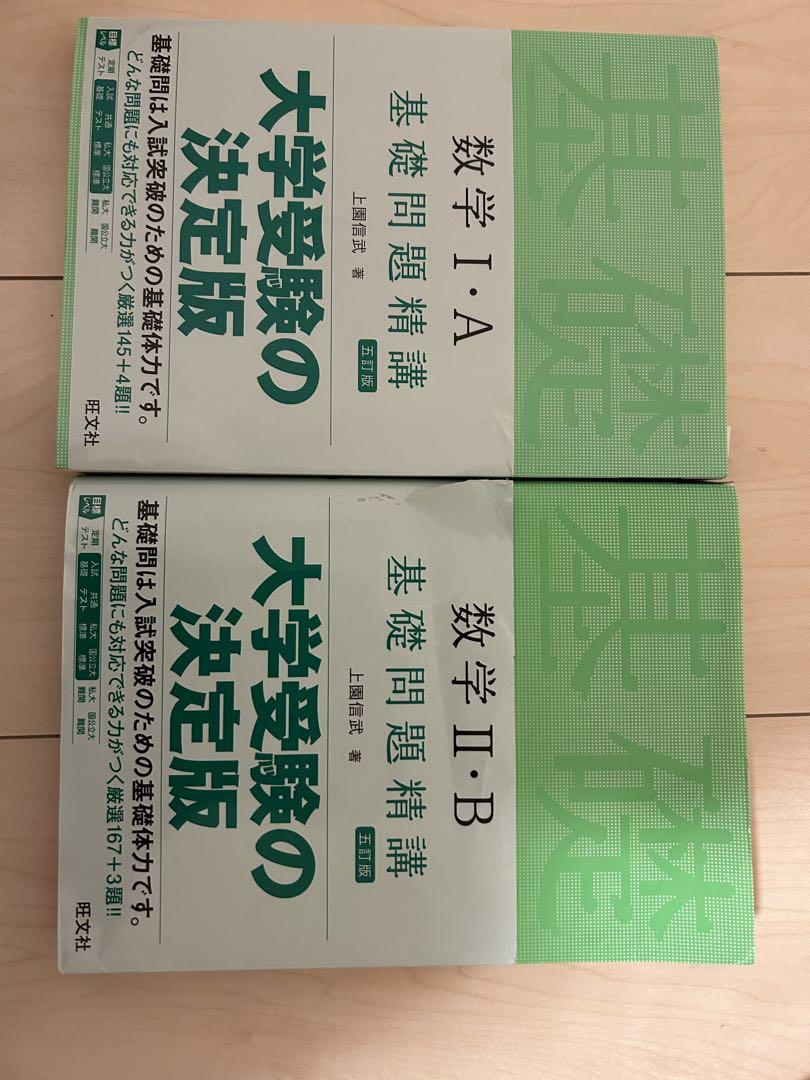 基礎
数学Ⅰ・A
基礎問題精講
五訂版
上園信武 著
大学受験の
決定版
基礎問は入試突破のための基礎体力です。
どんな問題にも対応できる力がつく厳選145+4題!!
目標レベル
定期テスト
入試基礎
共通テスト
私大標準
国公立大標準
私大難関
国公立大難関
旺文社
基礎
数学Ⅱ・B
基礎問題精講
五訂版
上園信武 著
大学受験の
決定版
基礎問は入試突破のための基礎体力です。
どんな問題にも対応できる力がつく厳選167+3題!!
目標レベル
定期テスト
入試基礎
共通テスト
私大標準
国公立大標準
私大難関
国公立大難関
旺文社